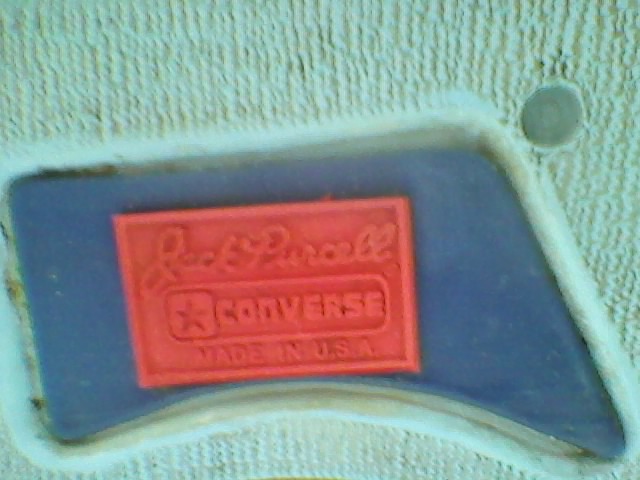 Jack Purcell
CONVERSE
MADE IN U.S.A.